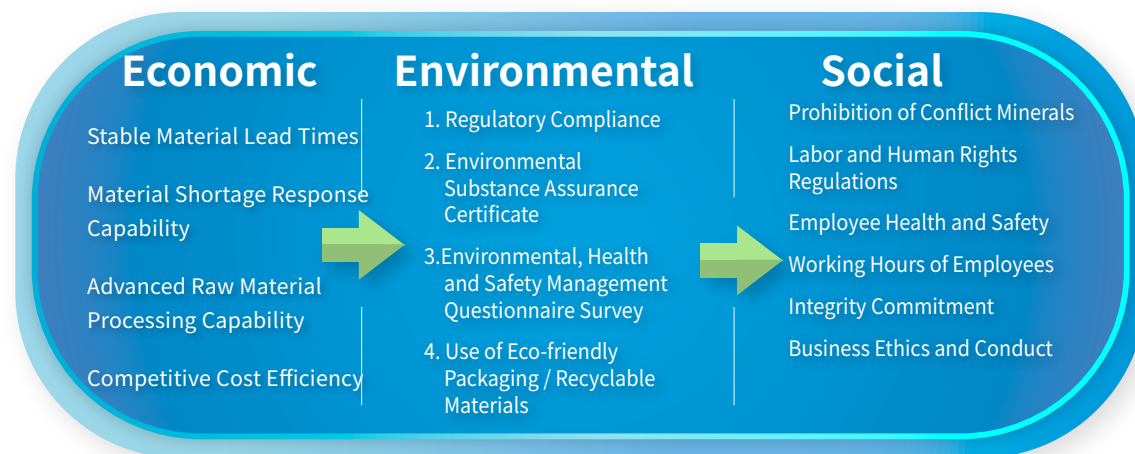 Economic
Stable Material Lead Times
Material Shortage Response
Capability
Advanced Raw Material
Processing Capability
Competitive Cost Efficiency
Environmental
1. Regulatory Compliance
2. Environmental
Substance Assurance
Certificate
3.Environmental, Health
and Safety Management
Questionnaire Survey
4. Use of Eco-friendly
Packaging / Recyclable
Materials
Social
Prohibition of Conflict Minerals
Labor and Human Rights
Regulations
Employee Health and Safety
Working Hours of Employees
Integrity Commitment
Business Ethics and Conduct